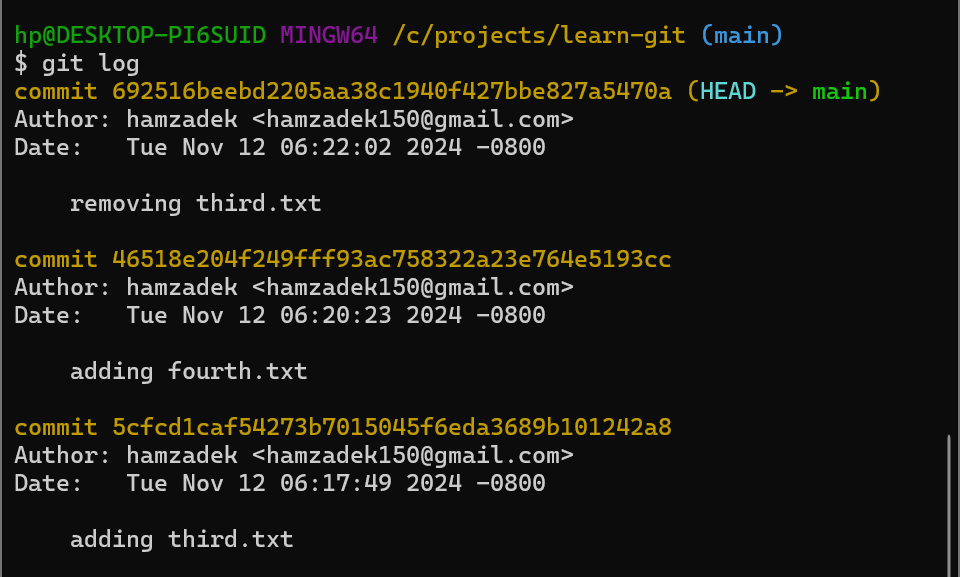 hp@DESKTOP-PI6SUID MINGW64 /c/projects/learn-git (main)
$ git log
commit 692516beebd2205aa38c1940f427bbe827a5470a (HEAD -> main)
Author: hamzadek <hamzadek150@gmail.com>
Date:   Tue Nov 12 06:22:02 2024 -0800
    removing third.txt
commit 46518e204f249fff93ac758322a23e764e5193cc
Author: hamzadek <hamzadek150@gmail.com>
Date:   Tue Nov 12 06:20:23 2024 -0800
    adding fourth.txt
commit 5cfcd1caf54273b7015045f6eda3689b101242a8
Author: hamzadek <hamzadek150@gmail.com>
Date:   Tue Nov 12 06:17:49 2024 -0800
    adding third.txt